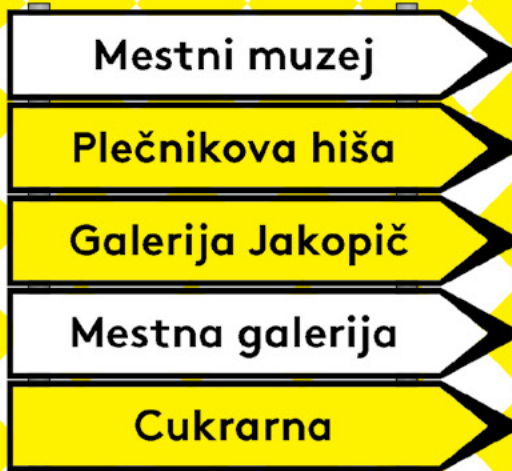 Mestni muzej
Plečnikova hiša
Galerija Jakopič
Mestna galerija
Cukrarna